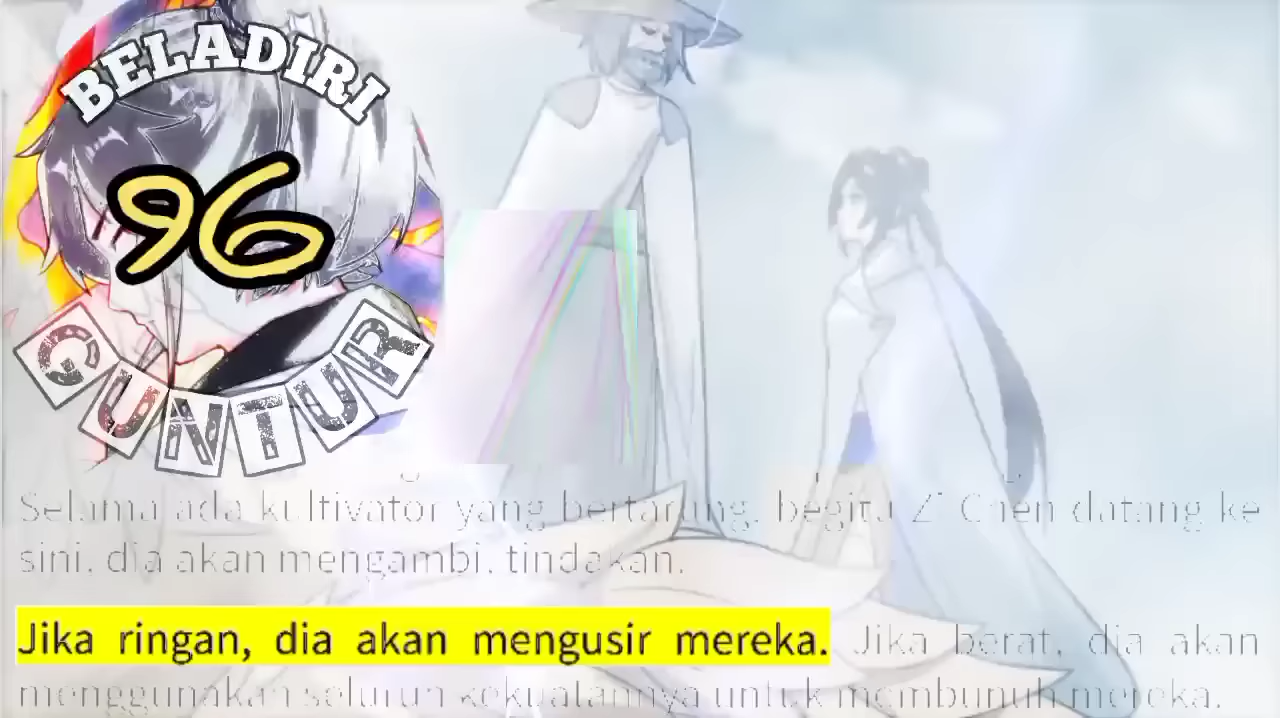 BELADIRI
96
GUNTUR
Selama ada kultivator yang bertarung, begitu Zi Chen datang ke
sini, dia akan mengambil tindakan.
Jika ringan, dia akan mengusir mereka. Jika berat, dia akan
menggunakan seluruh kekuatannya untuk membunuh mereka.